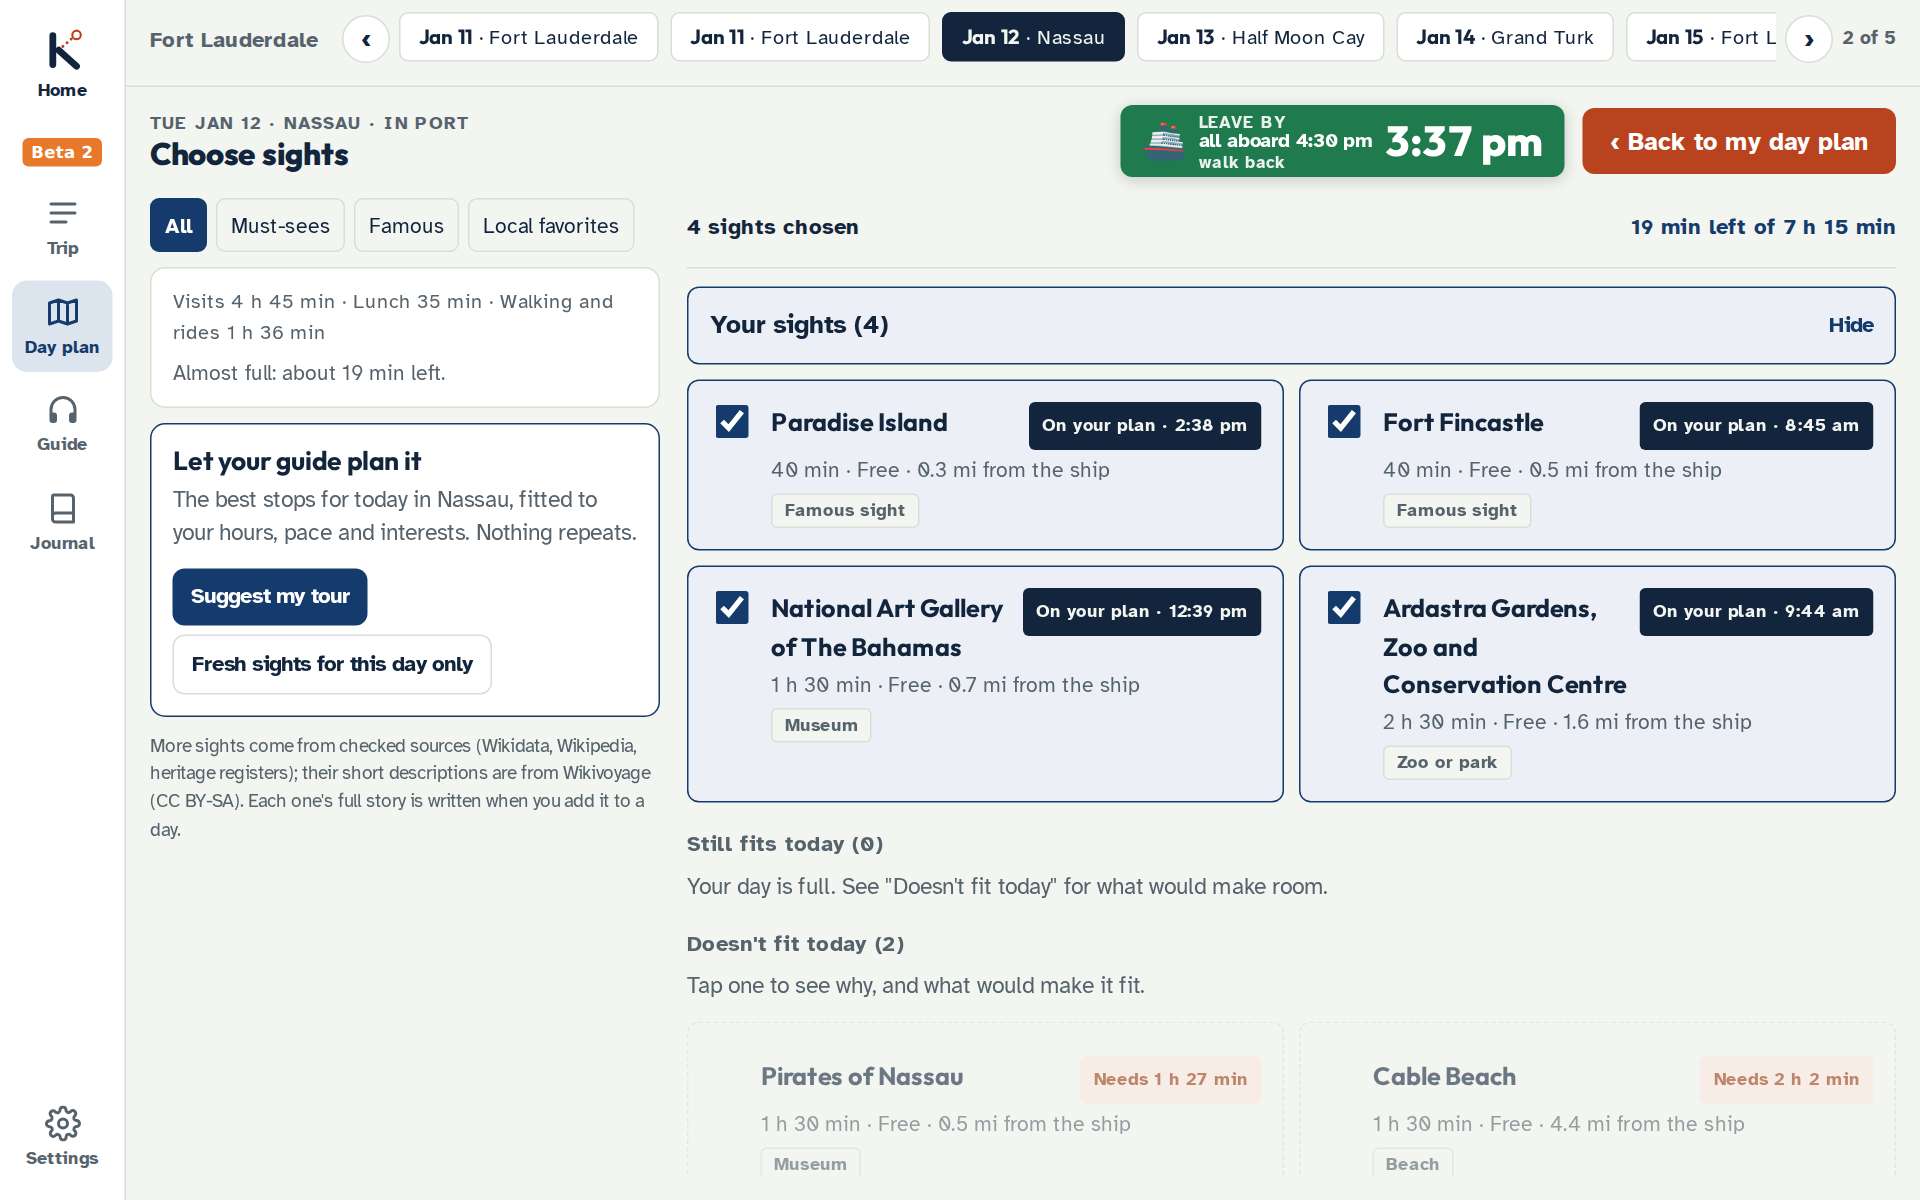 Home
Beta 2
Trip
Day plan
Guide
Journal
Settings
Fort Lauderdale
‹
Jan 11 · Fort Lauderdale
Jan 11 · Fort Lauderdale
Jan 12 · Nassau
Jan 13 · Half Moon Cay
Jan 14 · Grand Turk
Jan 15 · Fort L
›
2 of 5
TUE JAN 12 · NASSAU · IN PORT
Choose sights
LEAVE BY
all aboard 4:30 pm
walk back
3:37 pm
‹ Back to my day plan
All
Must-sees
Famous
Local favorites
Visits 4 h 45 min · Lunch 35 min · Walking and
rides 1 h 36 min
Almost full: about 19 min left.
Let your guide plan it
The best stops for today in Nassau, fitted to
your hours, pace and interests. Nothing repeats.
Suggest my tour
Fresh sights for this day only
More sights come from checked sources (Wikidata, Wikipedia,
heritage registers); their short descriptions are from Wikivoyage
(CC BY-SA). Each one's full story is written when you add it to a
day.
4 sights chosen
19 min left of 7 h 15 min
Your sights (4)
Hide
Paradise Island
On your plan · 2:38 pm
40 min · Free · 0.3 mi from the ship
Famous sight
Fort Fincastle
On your plan · 8:45 am
40 min · Free · 0.5 mi from the ship
Famous sight
National Art Gallery
of The Bahamas
On your plan · 12:39 pm
1 h 30 min · Free · 0.7 mi from the ship
Museum
Ardastra Gardens,
Zoo and
Conservation Centre
On your plan · 9:44 am
2 h 30 min · Free · 1.6 mi from the ship
Zoo or park
Still fits today (0)
Your day is full. See "Doesn't fit today" for what would make room.
Doesn't fit today (2)
Tap one to see why, and what would make it fit.
Pirates of Nassau
Needs 1 h 27 min
1 h 30 min · Free · 0.5 mi from the ship
Museum
Cable Beach
Needs 2 h 2 min
1 h 30 min · Free · 4.4 mi from the ship
Beach